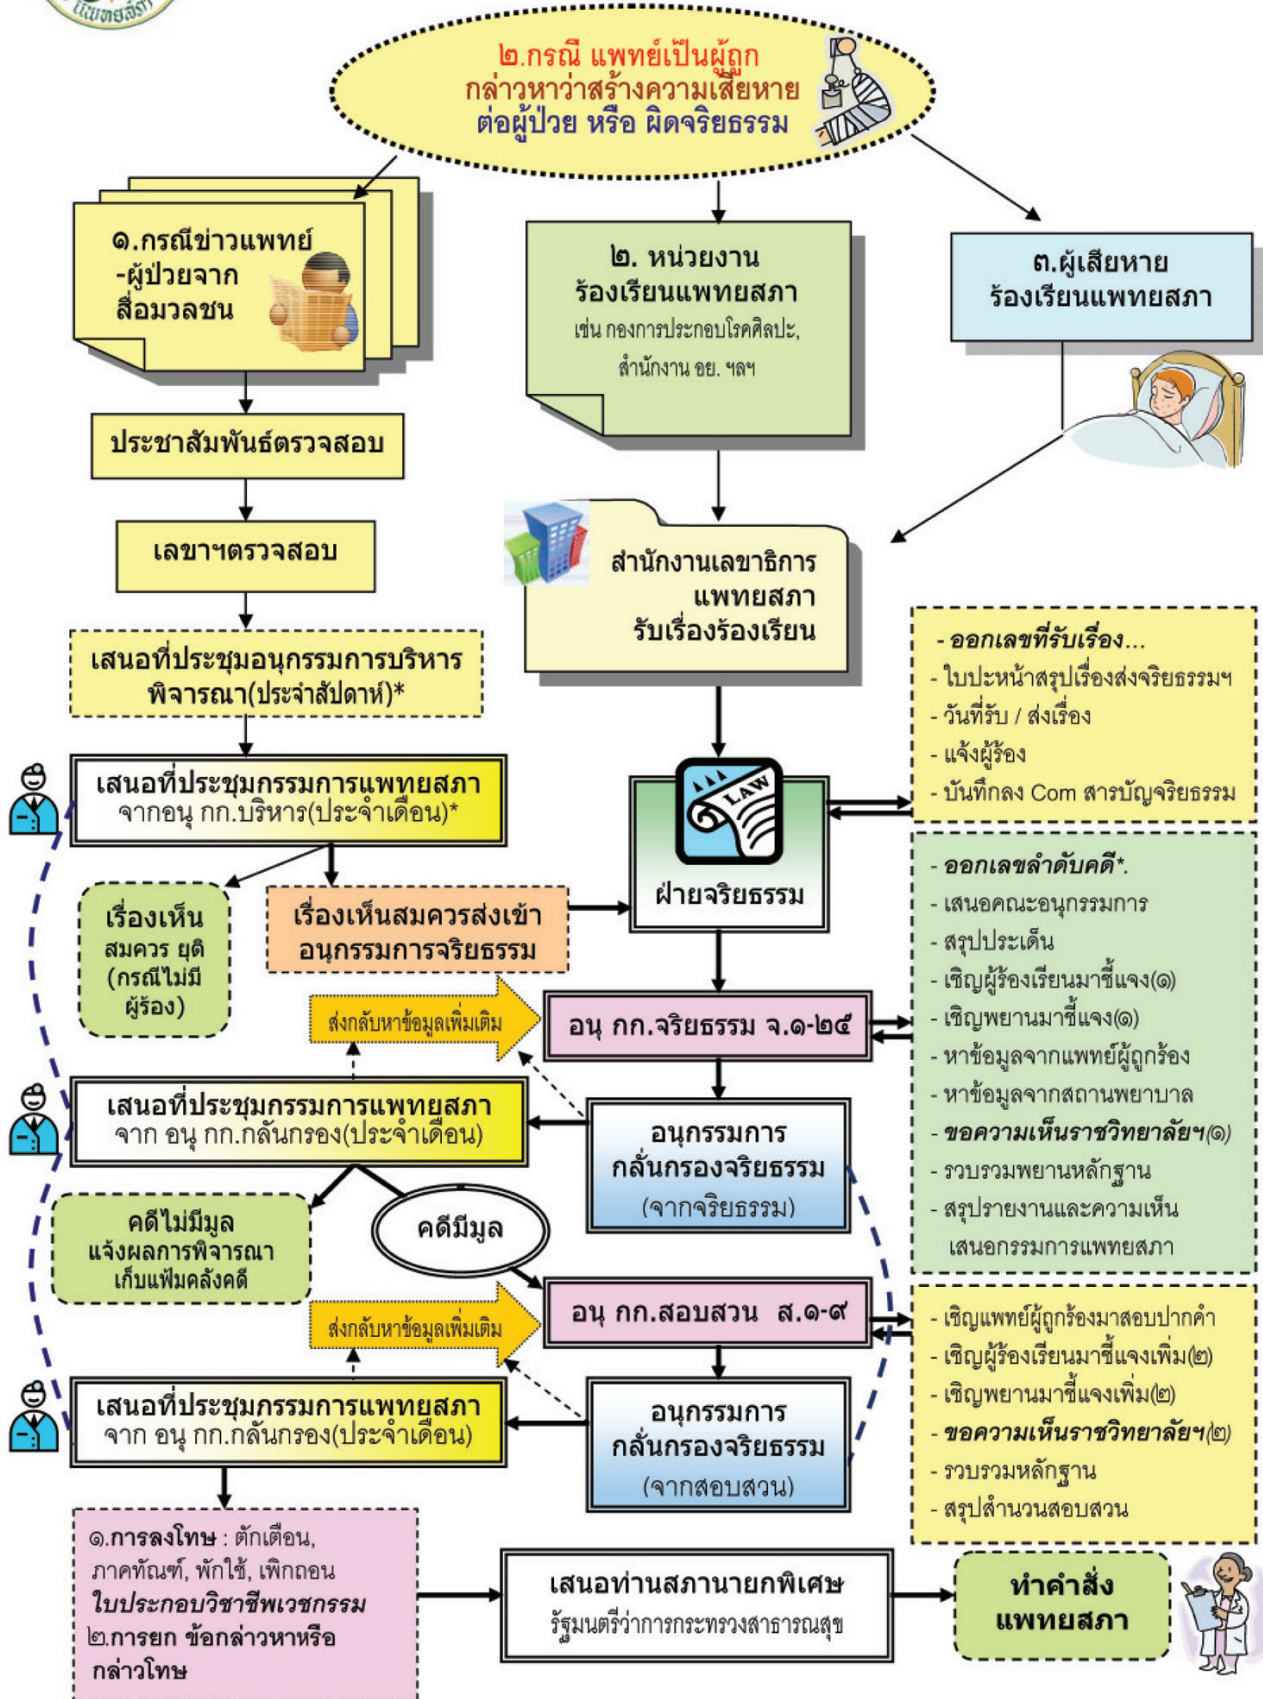 แพทยสภา
๒.กรณี แพทย์เป็นผู้ถูก
กล่าวหาว่าสร้างความเสียหาย
ต่อผู้ป่วย หรือ ผิดจริยธรรม
๑.กรณีข่าวแพทย์
-ผู้ป่วยจาก
สื่อมวลชน
๒. หน่วยงาน
ร้องเรียนแพทยสภา
เช่น กองการประกอบโรคศิลปะ,
สำนักงาน อย. ฯลฯ
๓.ผู้เสียหาย
ร้องเรียนแพทยสภา
ประชาสัมพันธ์ตรวจสอบ
เลขาฯตรวจสอบ
สำนักงานเลขาธิการ
แพทยสภา
รับเรื่องร้องเรียน
เสนอที่ประชุมอนุกรรมการบริหาร
พิจารณา(ประจำสัปดาห์)*
- ออกเลขที่รับเรื่อง...
- ใบปะหน้าสรุปเรื่องส่งจริยธรรมฯ
- วันที่รับ / ส่งเรื่อง
- แจ้งผู้ร้อง
- บันทึกลง Com สารบัญจริยธรรม
เสนอที่ประชุมกรรมการแพทยสภา
จากอนุ กก.บริหาร(ประจำเดือน)*
LAW
ฝ่ายจริยธรรม
เรื่องเห็น
สมควร ยุติ
(กรณีไม่มี
ผู้ร้อง)
เรื่องเห็นสมควรส่งเข้า
อนุกรรมการจริยธรรม
- ออกเลขลำดับคดี*.
- เสนอคณะอนุกรรมการ
- สรุปประเด็น
- เชิญผู้ร้องเรียนมาชี้แจง(๑)
- เชิญพยานมาชี้แจง(๑)
- หาข้อมูลจากแพทย์ผู้ถูกร้อง
- หาข้อมูลจากสถานพยาบาล
- ขอความเห็นราชวิทยาลัยฯ(๑)
- รวบรวมพยานหลักฐาน
- สรุปรายงานและความเห็น
เสนอกรรมการแพทยสภา
ส่งกลับหาข้อมูลเพิ่มเติม
อนุ กก.จริยธรรม จ.๑-๒๕
เสนอที่ประชุมกรรมการแพทยสภา
จาก อนุ กก.กลันกรอง(ประจำเดือน)
อนุกรรมการ
กลั่นกรองจริยธรรม
(จากจริยธรรม)
คดีไม่มีมูล
แจ้งผลการพิจารณา
เก็บแฟ้มคลังคดี
คดีมีมูล
ส่งกลับหาข้อมูลเพิ่มเติม
อนุ กก.สอบสวน ส.๑-๙
- เชิญแพทย์ผู้ถูกร้องมาสอบปากคำ
- เชิญผู้ร้องเรียนมาชี้แจงเพิ่ม(๒)
- เชิญพยานมาชี้แจงเพิ่ม(๒)
- ขอความเห็นราชวิทยาลัยฯ(๒)
- รวบรวมหลักฐาน
- สรุปสำนวนสอบสวน
เสนอที่ประชุมกรรมการแพทยสภา
จาก อนุ กก.กลันกรอง(ประจำเดือน)
อนุกรรมการ
กลั่นกรองจริยธรรม
(จากสอบสวน)
๑.การลงโทษ : ตักเตือน,
ภาคทัณฑ์, พักใช้, เพิกถอน
ใบประกอบวิชาชีพเวชกรรม
๒.การยก ข้อกล่าวหาหรือ
กล่าวโทษ
เสนอท่านสภานายกพิเศษ
รัฐมนตรีว่าการกระทรวงสาธารณสุข
ทำคำสั่ง
แพทยสภา